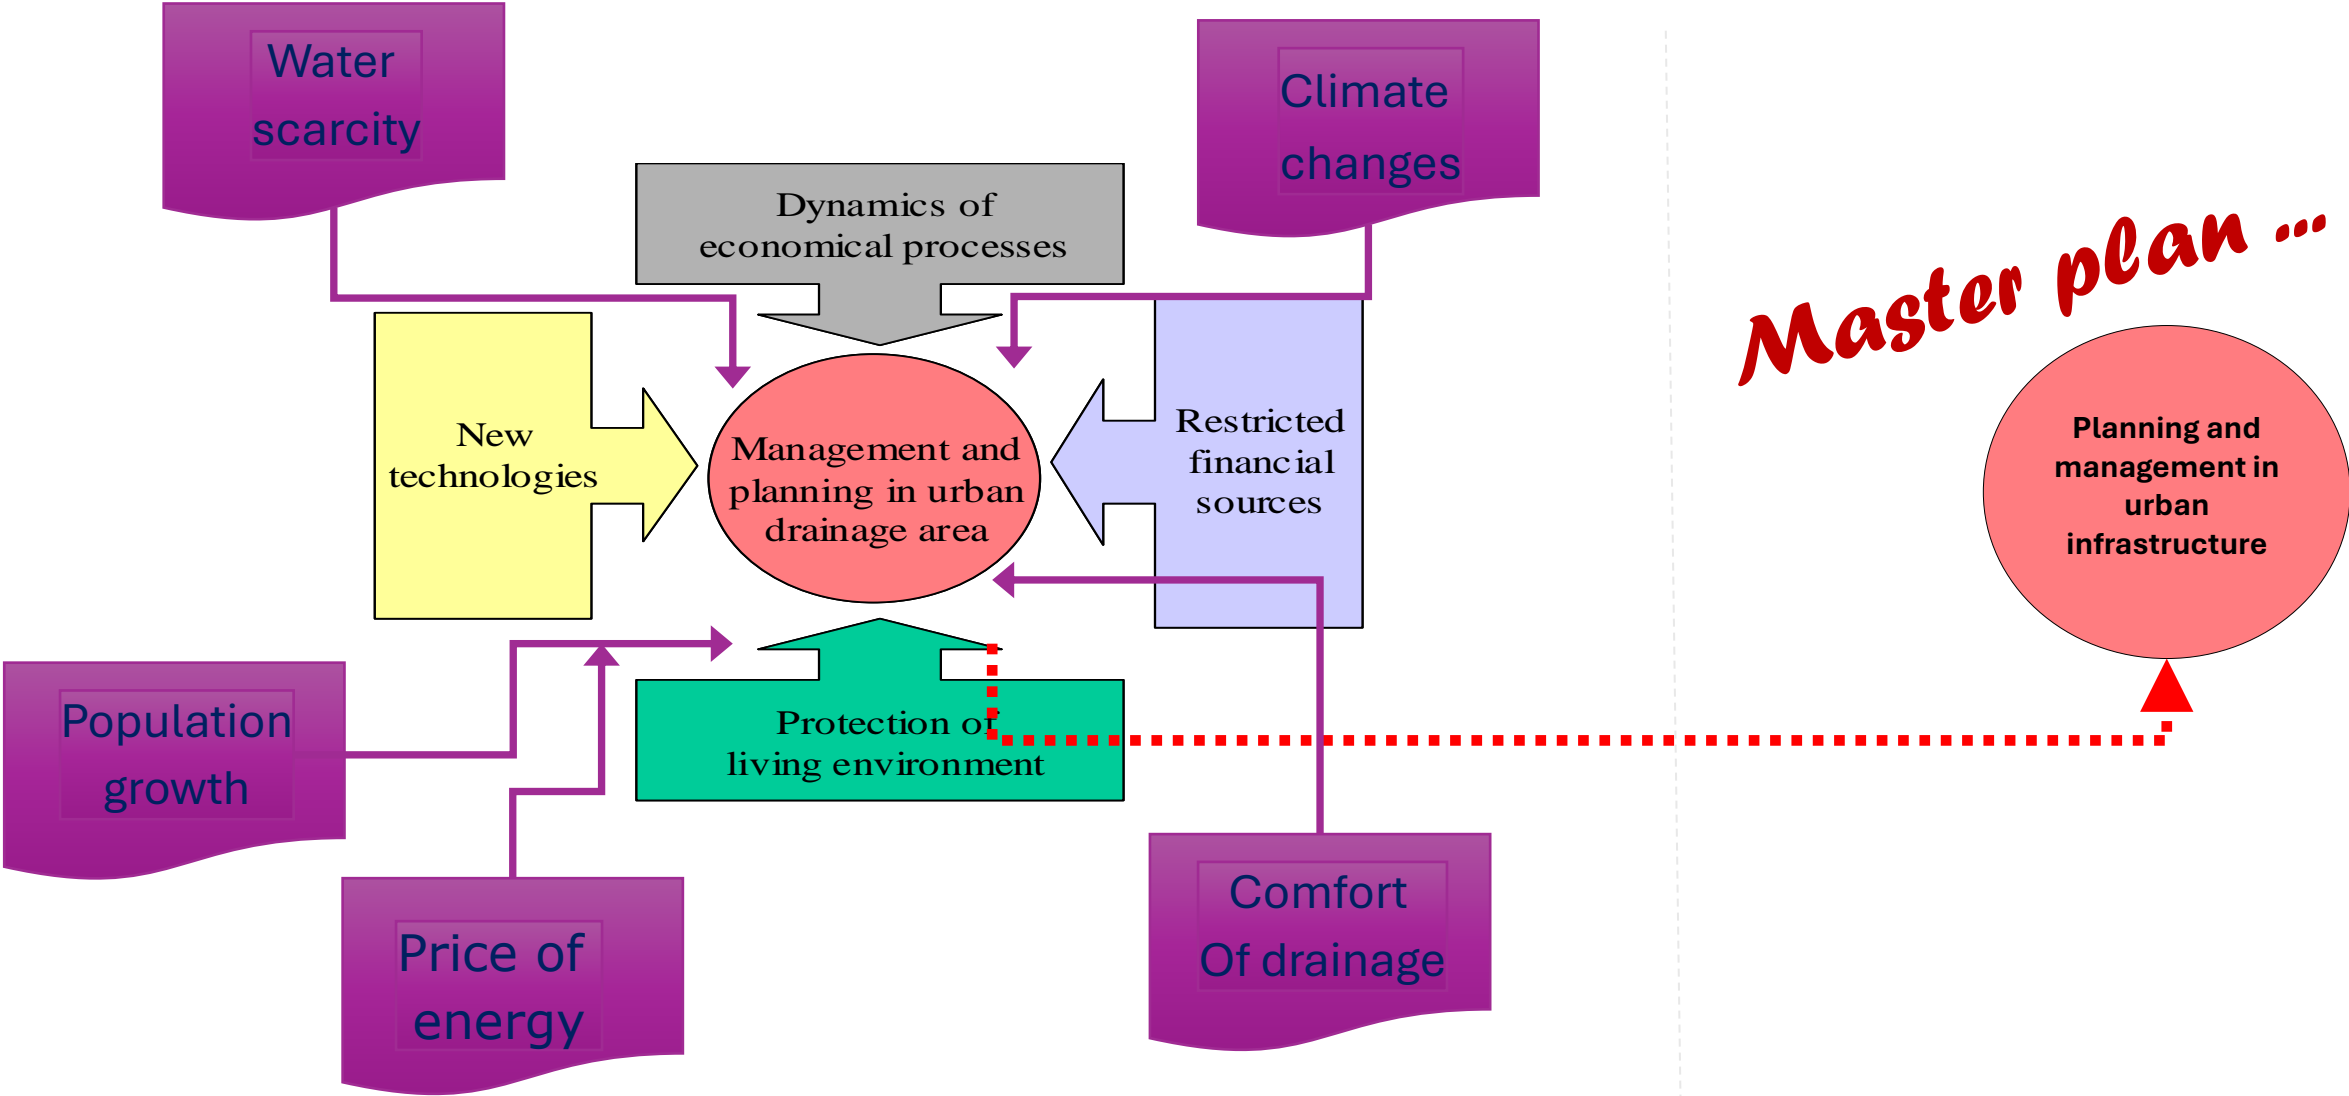 Water
scarcity
Climate
changes
Dynamics of
economical processes
Master plan ...
New
technologies
Management and
planning in urban
drainage area
Restricted
financial
sources
Planning and
management in
urban
infrastructure
Population
growth
Protection of
living environment
Price of
energy
Comfort
Of drainage